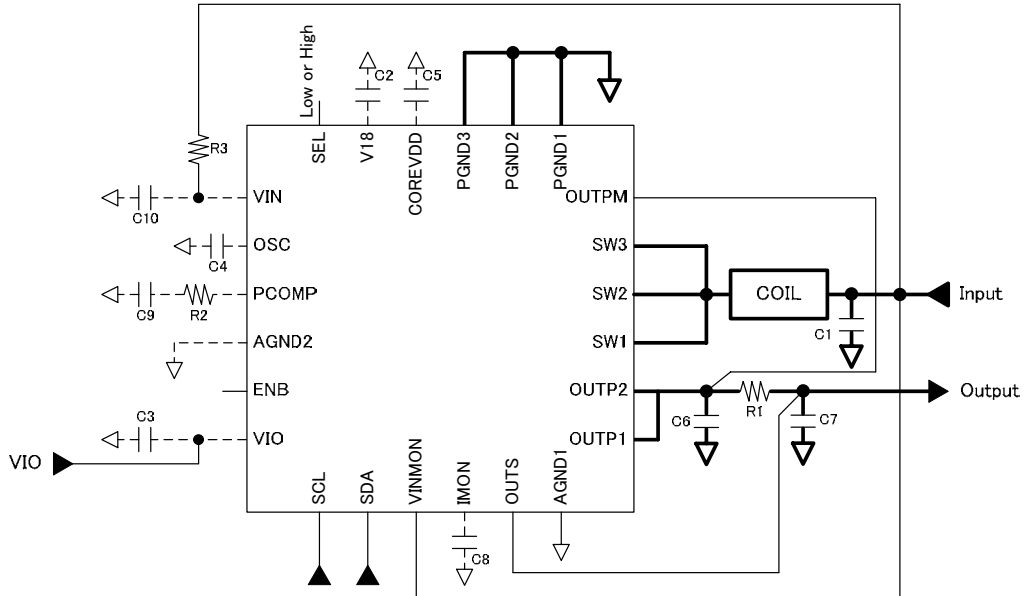 Low or High
C2
C5
R3
SEL
V18
COREVDD
PGND3
PGND2
PGND1
VIN
OUTPM
C10
OSC
SW3
C4
PCOMP
SW2
COIL
Input
C9
R2
C1
AGND2
SW1
ENB
OUTP2
R1
Output
C3
C6
C7
VIO
OUTP1
VIO
SCL
SDA
VINMON
IMON
OUTS
AGND1
C8